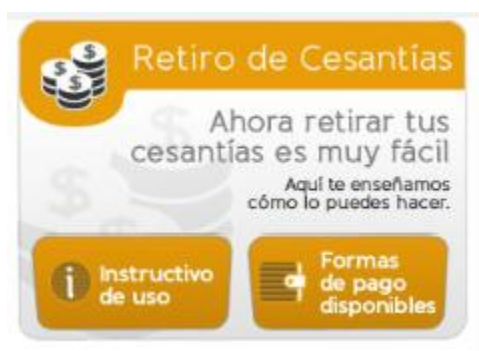 Retiro de Cesantías
Ahora retirar tus
cesantías es muy fácil
Aquí te enseñamos
cómo lo puedes hacer.
Instructivo
de uso
Formas
de pago
disponibles